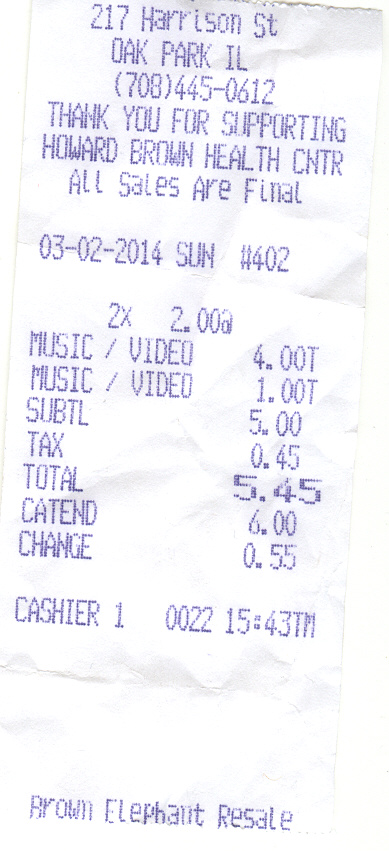 217 Harrison St
OAK PARK IL
(708)445-0612
THANK YOU FOR SUPPORTING
HOWARD BROWN HEALTH CNTR
All Sales Are Final
03-02-2014 SUN #402
2X 2.00@
MUSIC / VIDEO 4.00T
MUSIC / VIDEO 1.00T
SUBTL 5.00
TAX 0.45
TOTAL 5.45
CATEND 6.00
CHANGE 0.55
CASHIER 1 0022 15:43TM
Brown Elephant Resale